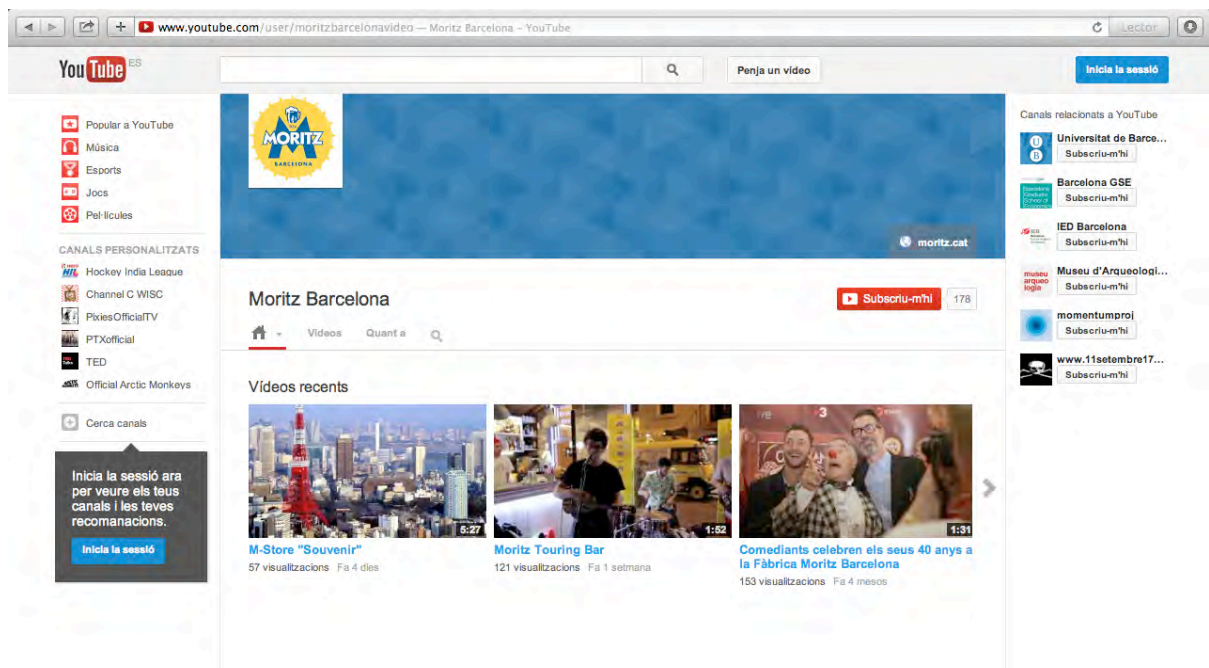 www.youtube.com/user/moritzbarcelonavideo — Moritz Barcelona - YouTube
Lector
YouTube ES
Penja un vídeo
Inicia la sessió
Popular a YouTube
Música
Esports
Jocs
Pel·lícules
CANALS PERSONALITZATS
Hockey India League
Channel C WISC
PixiesOfficialTV
PTXofficial
TED
Official Arctic Monkeys
Cerca canals
Inicia la sessió ara
per veure els teus
canals i les teves
recomanacions.
Inicia la sessió
MORITZ
BARCELONA
moritz.cat
Moritz Barcelona
Subscriu-m'hi 178
Vídeos
Quant a
Vídeos recents
5:27
M-Store "Souvenir"
57 visualitzacions Fa 4 dies
1:52
Moritz Touring Bar
121 visualitzacions Fa 1 setmana
1:31
Comediants celebren els seus 40 anys a
la Fàbrica Moritz Barcelona
153 visualitzacions Fa 4 mesos
Canals relacionats a YouTube
Universitat de Barce...
Subscriu-m'hi
Barcelona GSE
Subscriu-m'hi
IED Barcelona
Subscriu-m'hi
museu
arqueo
logia
Museu d'Arqueologi...
Subscriu-m'hi
momentumproj
Subscriu-m'hi
www.11setembre17...
Subscriu-m'hi